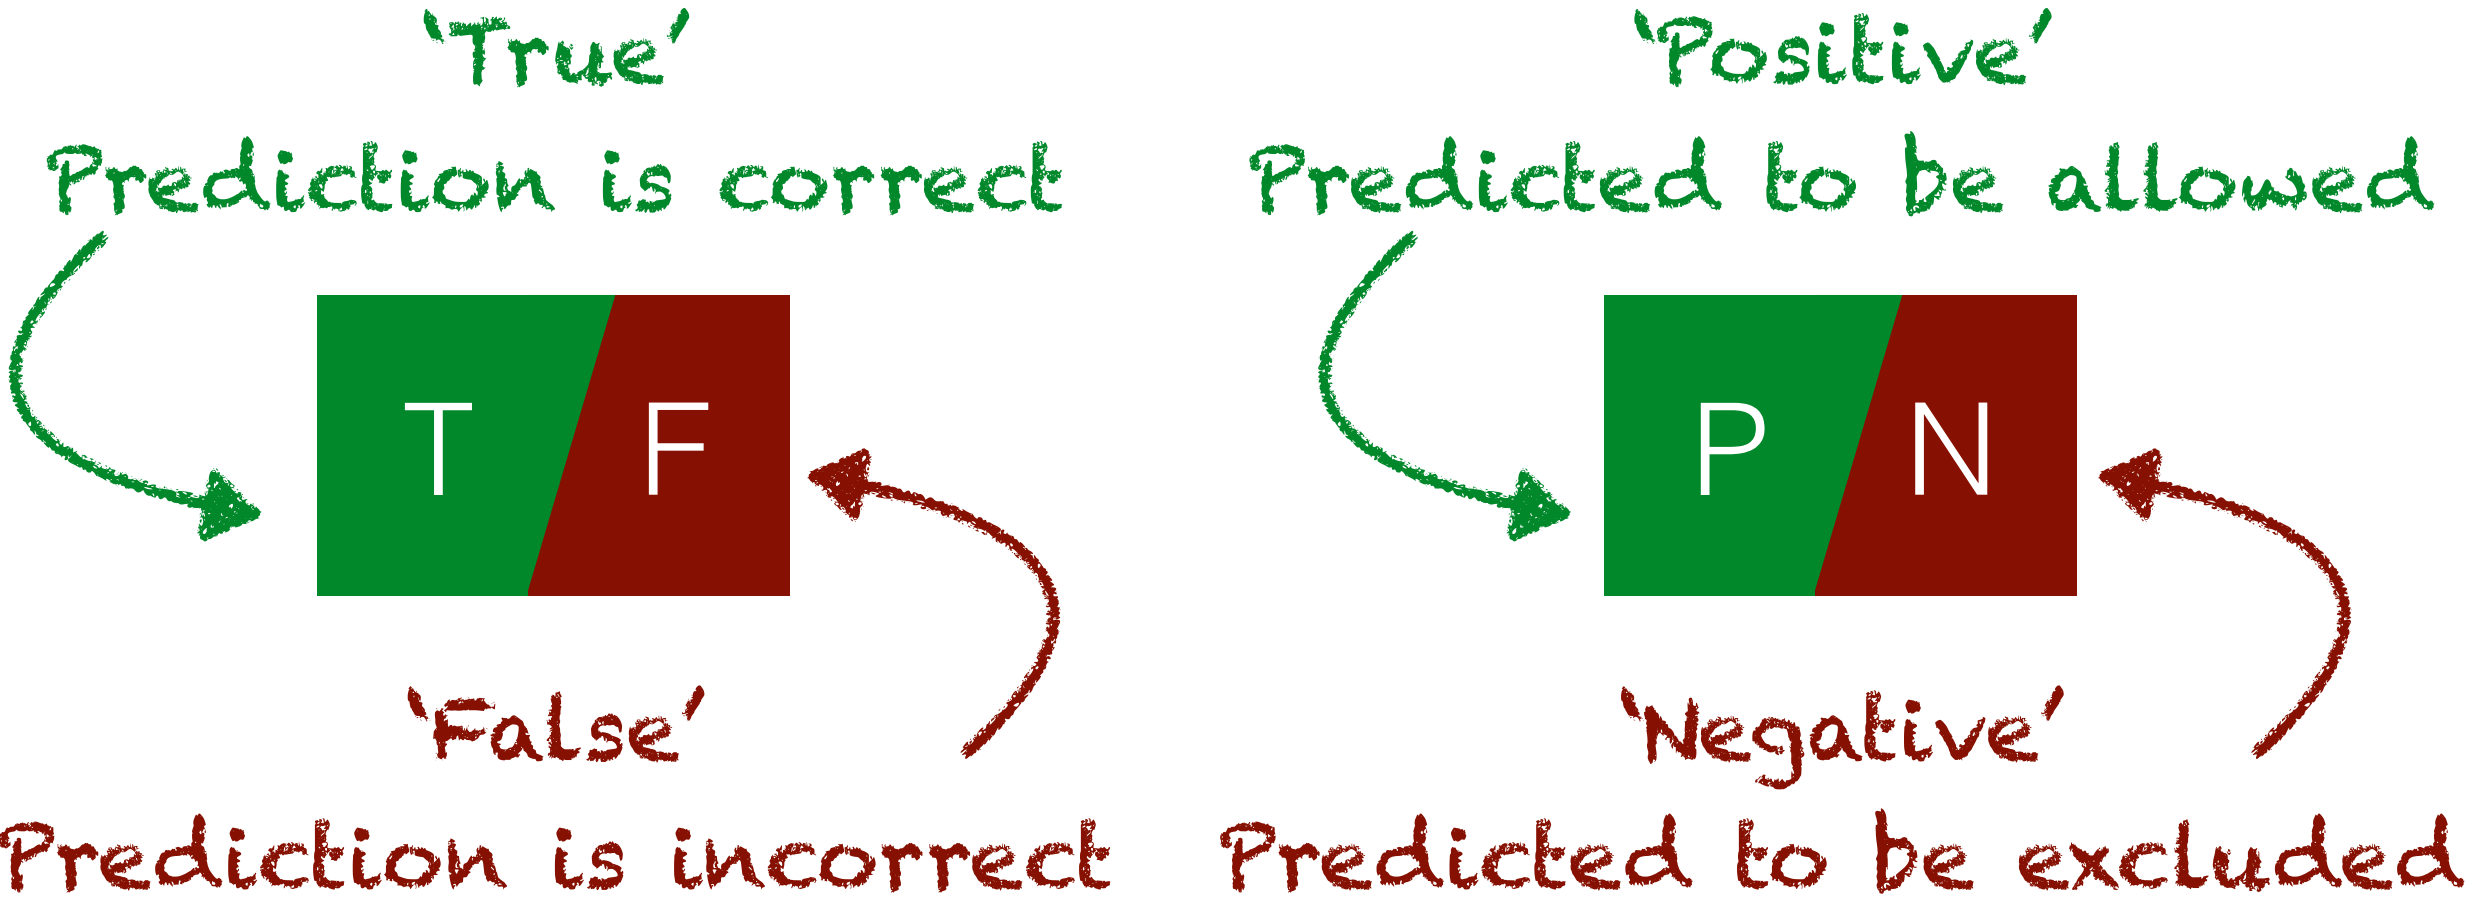 ‘True’
Prediction is correct
T F
‘False’
Prediction is incorrect
‘Positive’
Predicted to be allowed
P N
‘Negative’
Predicted to be excluded